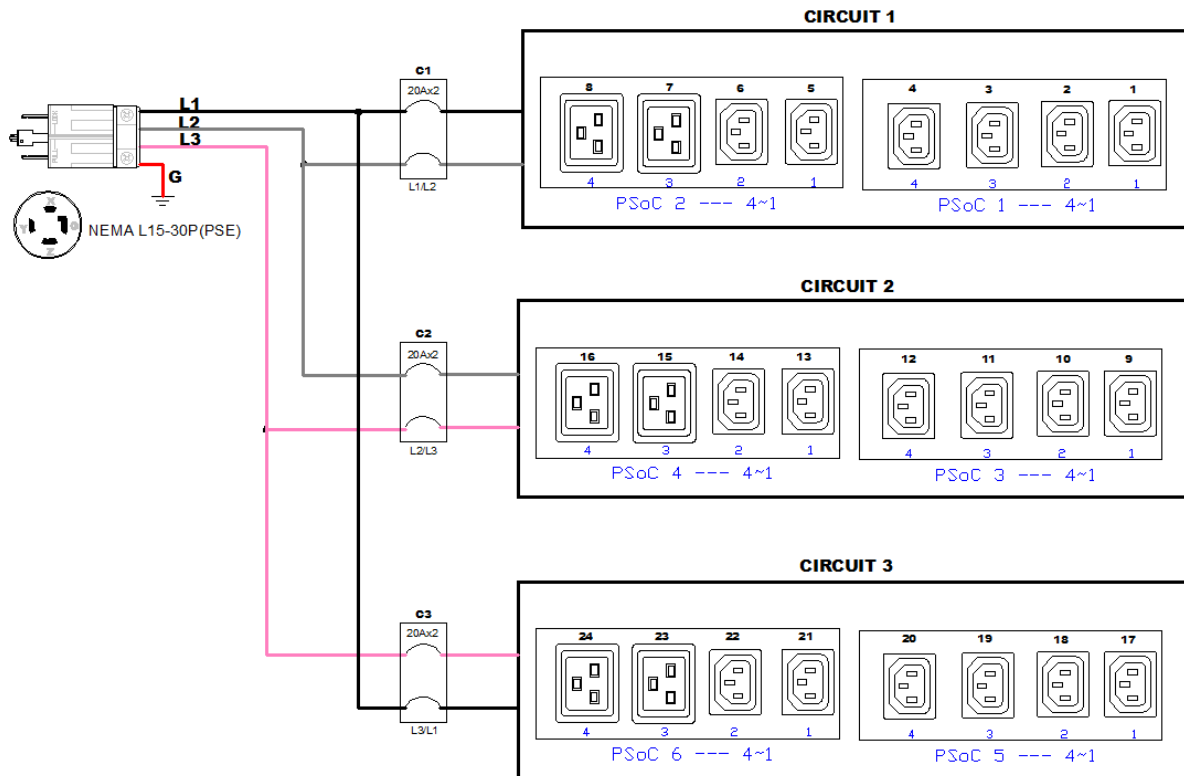 CIRCUIT 1
C1
20Ax2
L1/L2
8 7 6 5
4 3 2 1
PSoC 2 --- 4~1
4 3 2 1
4 3 2 1
PSoC 1 --- 4~1
L1
L2
L3
G
X
Y
G
Z
NEMA L15-30P(PSE)
CIRCUIT 2
C2
20Ax2
L2/L3
16 15 14 13
4 3 2 1
PSoC 4 --- 4~1
12 11 10 9
4 3 2 1
PSoC 3 --- 4~1
CIRCUIT 3
C3
20Ax2
L3/L1
24 23 22 21
4 3 2 1
PSoC 6 --- 4~1
20 19 18 17
4 3 2 1
PSoC 5 --- 4~1